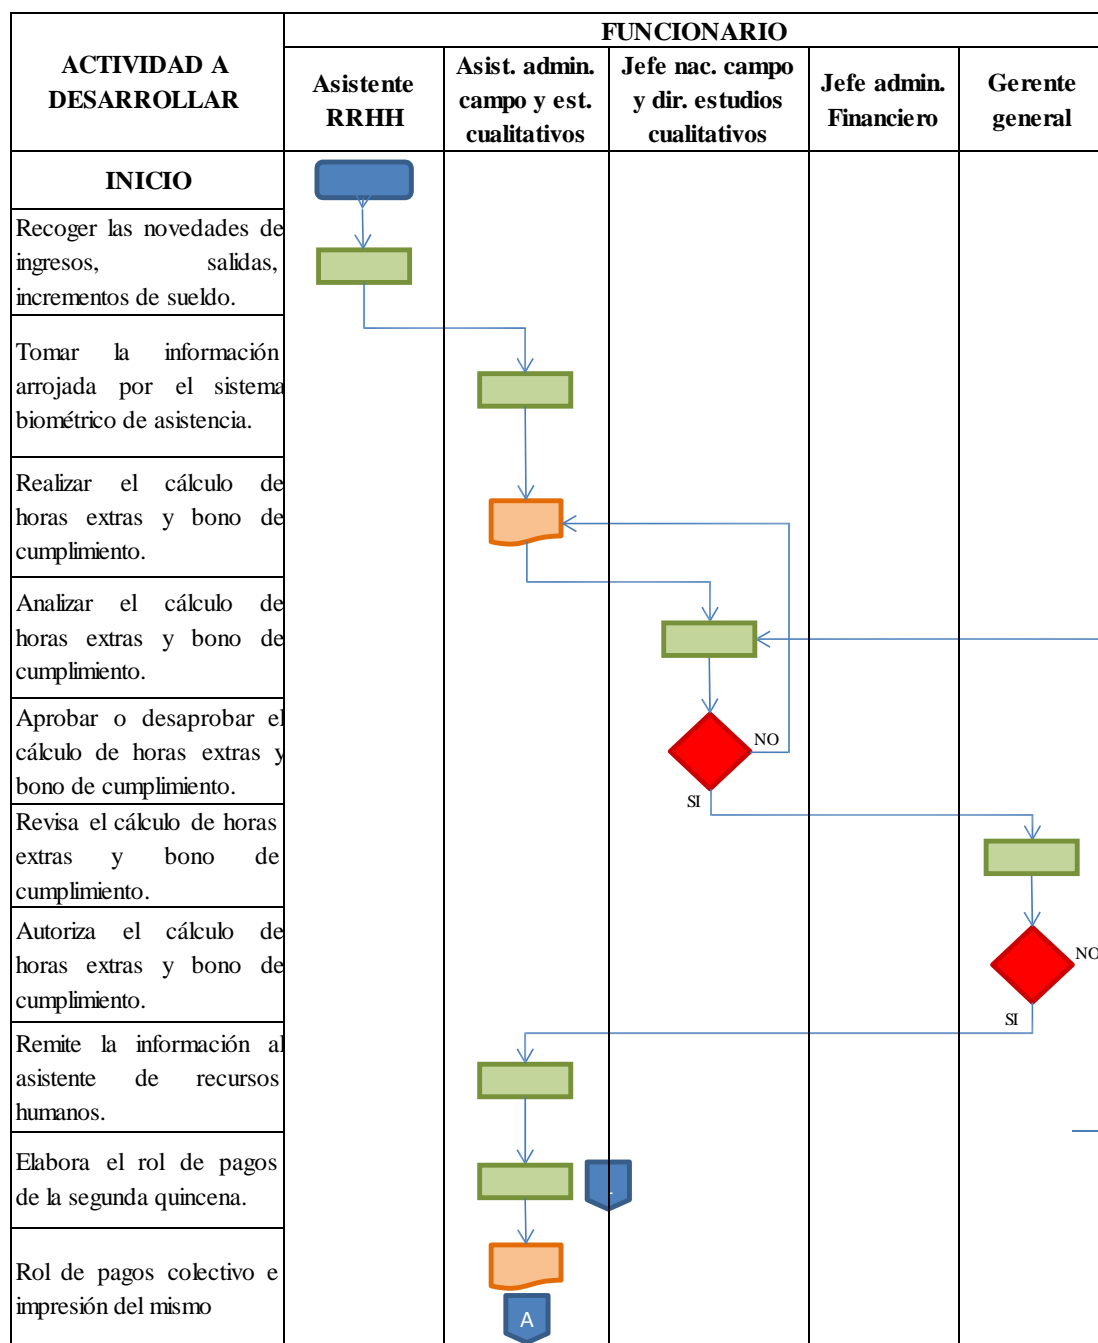 ACTIVIDAD A
DESARROLLAR
FUNCIONARIO
Asistente
RRHH
Asist. admin.
campo y est.
cualitativos
Jefe nac. campo
y dir. estudios
cualitativos
Jefe admin.
Financiero
Gerente
general
INICIO
Recoger las novedades de
ingresos, salidas,
incrementos de sueldo.
Tomar la información
arrojada por el sistema
biométrico de asistencia.
Realizar el cálculo de
horas extras y bono de
cumplimiento.
Analizar el cálculo de
horas extras y bono de
cumplimiento.
Aprobar o desaprobar el
cálculo de horas extras y
bono de cumplimiento.
NO
SI
Revisa el cálculo de horas
extras y bono de
cumplimiento.
Autoriza el cálculo de
horas extras y bono de
cumplimiento.
NO
SI
Remite la información al
asistente de recursos
humanos.
Elabora el rol de pagos
de la segunda quincena.
Rol de pagos colectivo e
impresión del mismo
A